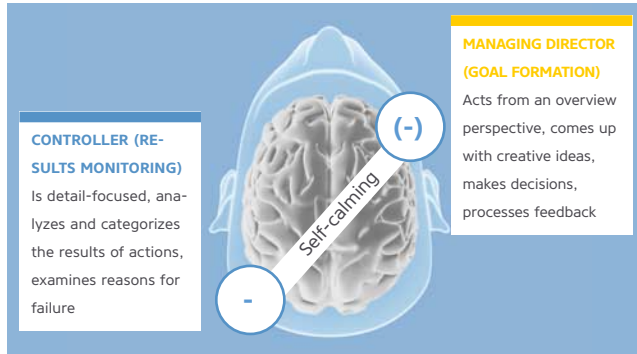 MANAGING DIRECTOR
(GOAL FORMATION)
Acts from an overview
perspective, comes up
with creative ideas,
makes decisions,
processes feedback
(-)
Self-calming
-
CONTROLLER (RE-
SULTS MONITORING)
Is detail-focused, ana-
lyzes and categorizes
the results of actions,
examines reasons for
failure